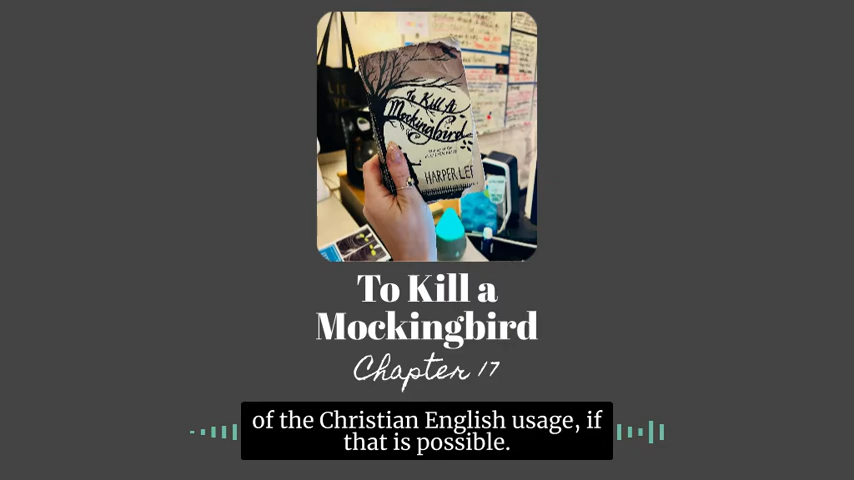 To Kill A
Mockingbird
HARPER LEE
To Kill a
Mockingbird
Chapter 17
of the Christian English usage, if
that is possible.